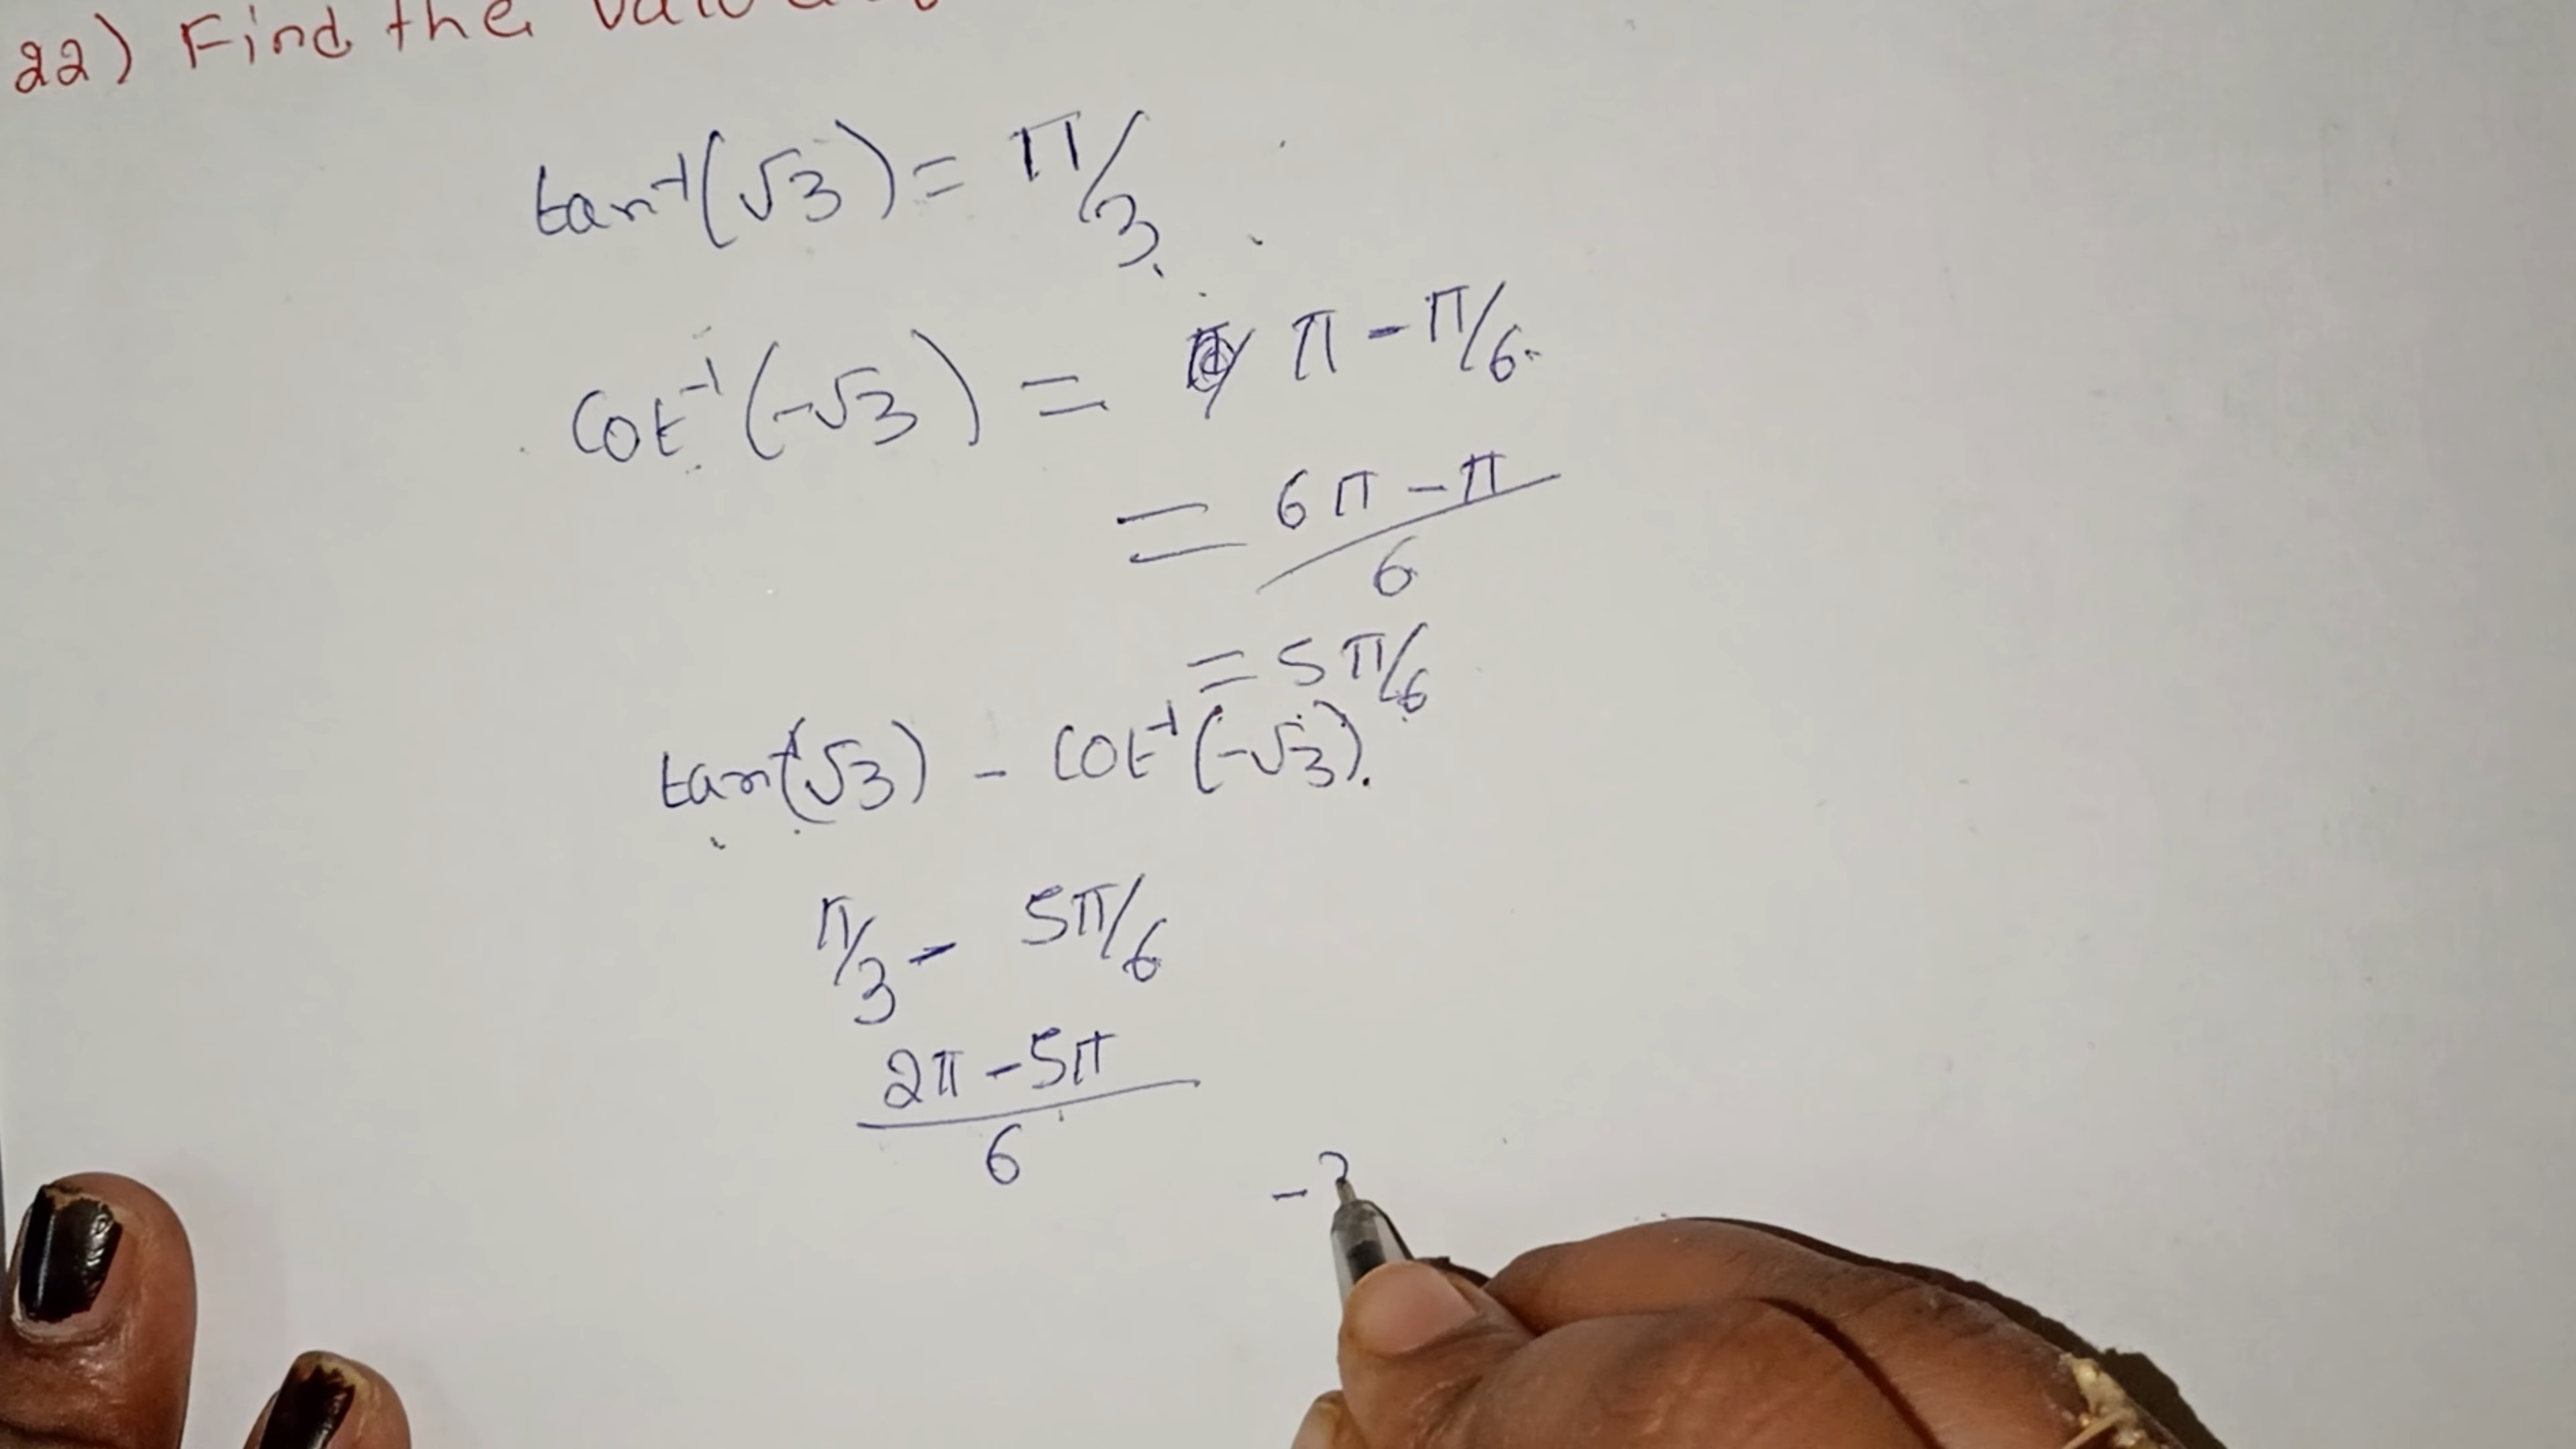 22) Find the
tan⁻¹(√3) = π/3
Cot⁻¹(-√3) = π - π/6
= 6π - π / 6
= 5π/6
tan⁻¹(√3) - Cot⁻¹(-√3).
π/3 - 5π/6
2π - 5π / 6
-